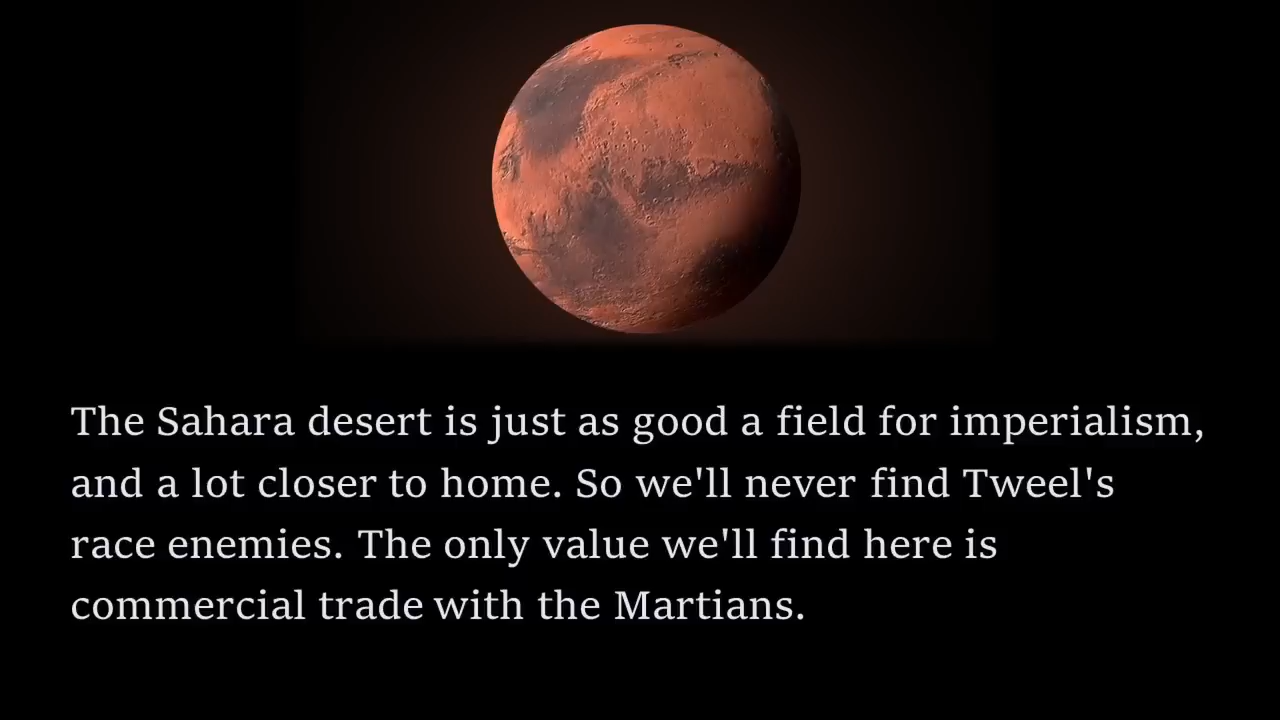 The Sahara desert is just as good a field for imperialism,
and a lot closer to home. So we'll never find Tweel's
race enemies. The only value we'll find here is
commercial trade with the Martians.